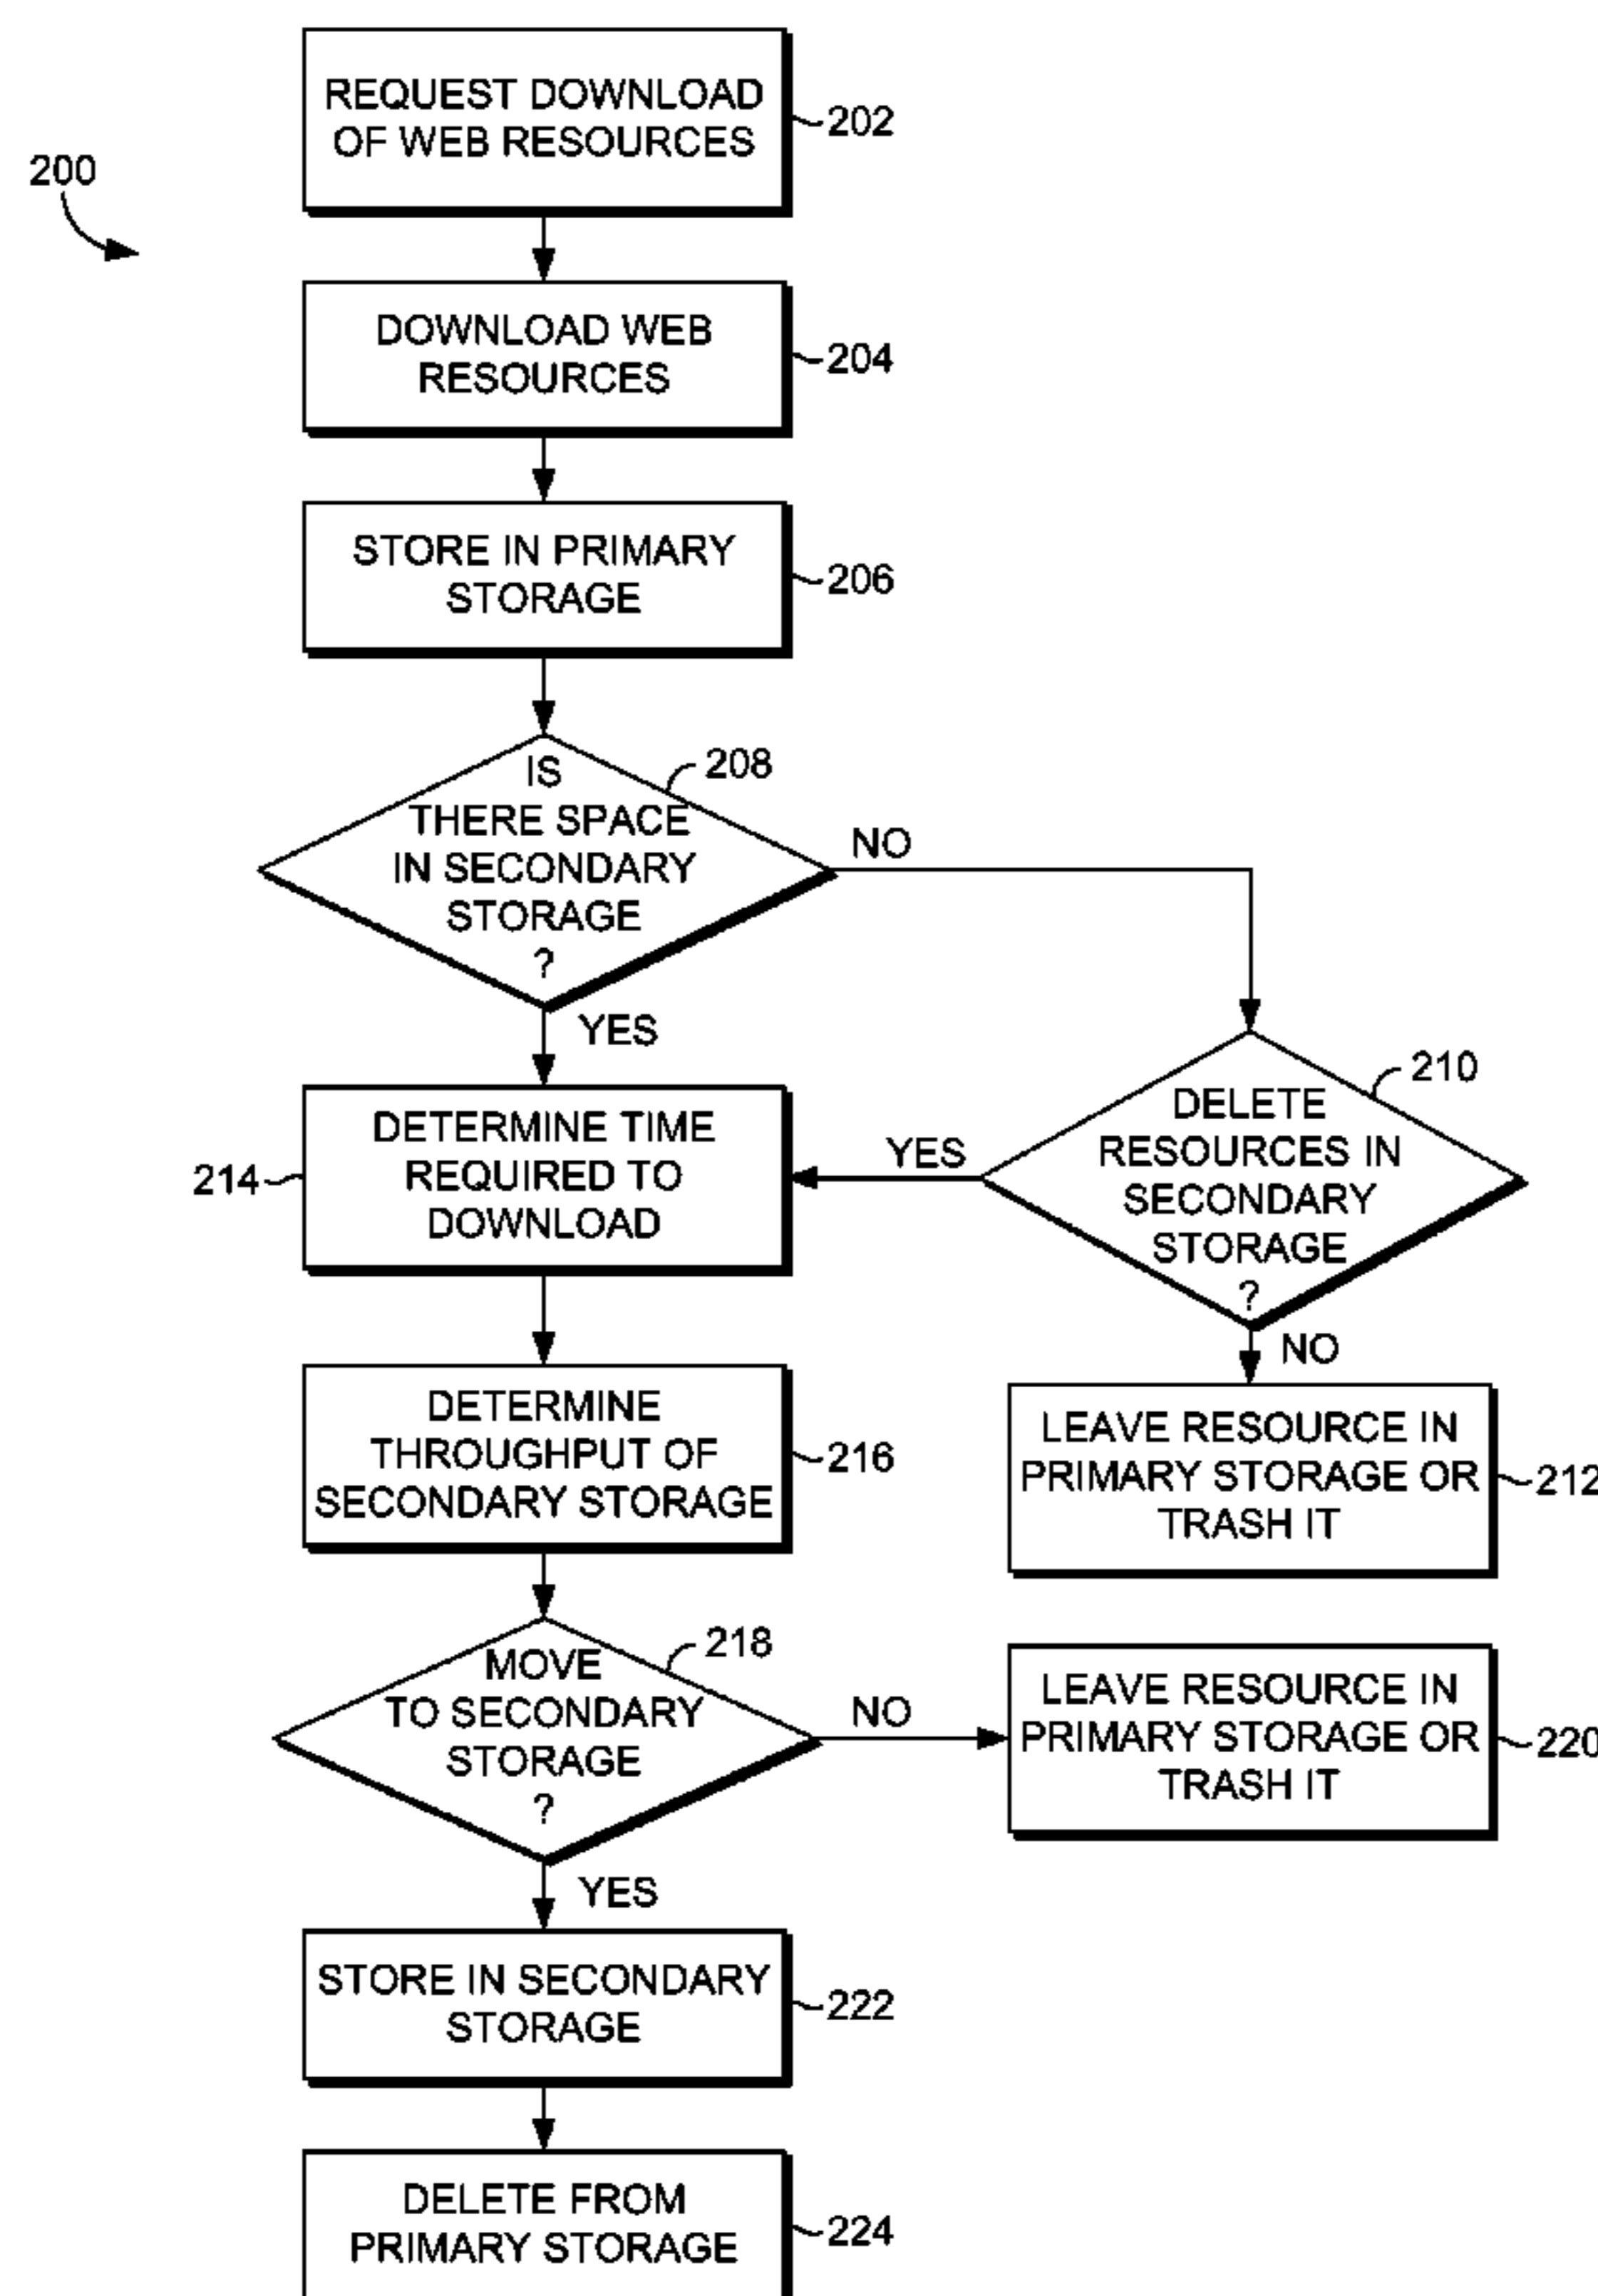 200
REQUEST DOWNLOAD
OF WEB RESOURCES
202
DOWNLOAD WEB
RESOURCES
204
STORE IN PRIMARY
STORAGE
206
IS
THERE SPACE
IN SECONDARY
STORAGE
?
208
NO
YES
DELETE
RESOURCES IN
SECONDARY
STORAGE
?
210
YES
NO
LEAVE RESOURCE IN
PRIMARY STORAGE OR
TRASH IT
212
DETERMINE TIME
REQUIRED TO
DOWNLOAD
214
DETERMINE
THROUGHPUT OF
SECONDARY STORAGE
216
MOVE
TO SECONDARY
STORAGE
?
218
NO
LEAVE RESOURCE IN
PRIMARY STORAGE OR
TRASH IT
220
YES
STORE IN SECONDARY
STORAGE
222
DELETE FROM
PRIMARY STORAGE
224